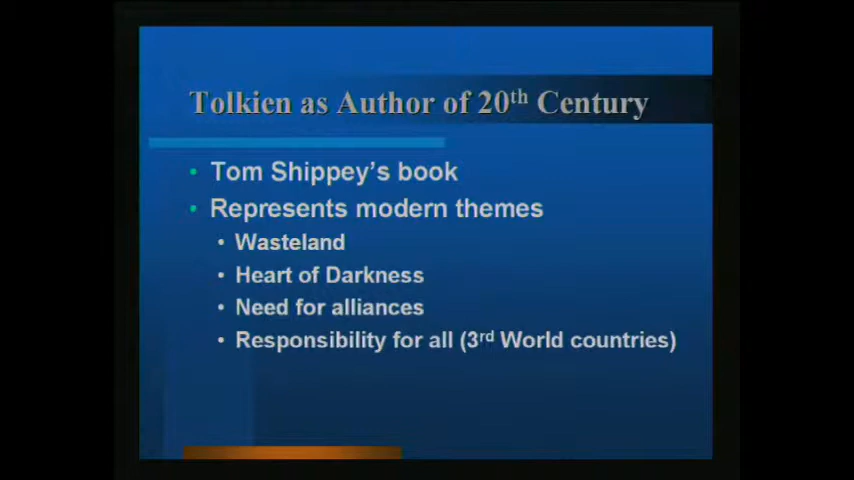 Tolkien as Author of 20th Century
• Tom Shippey's book
• Represents modern themes
• Wasteland
• Heart of Darkness
• Need for alliances
• Responsibility for all (3rd World countries)